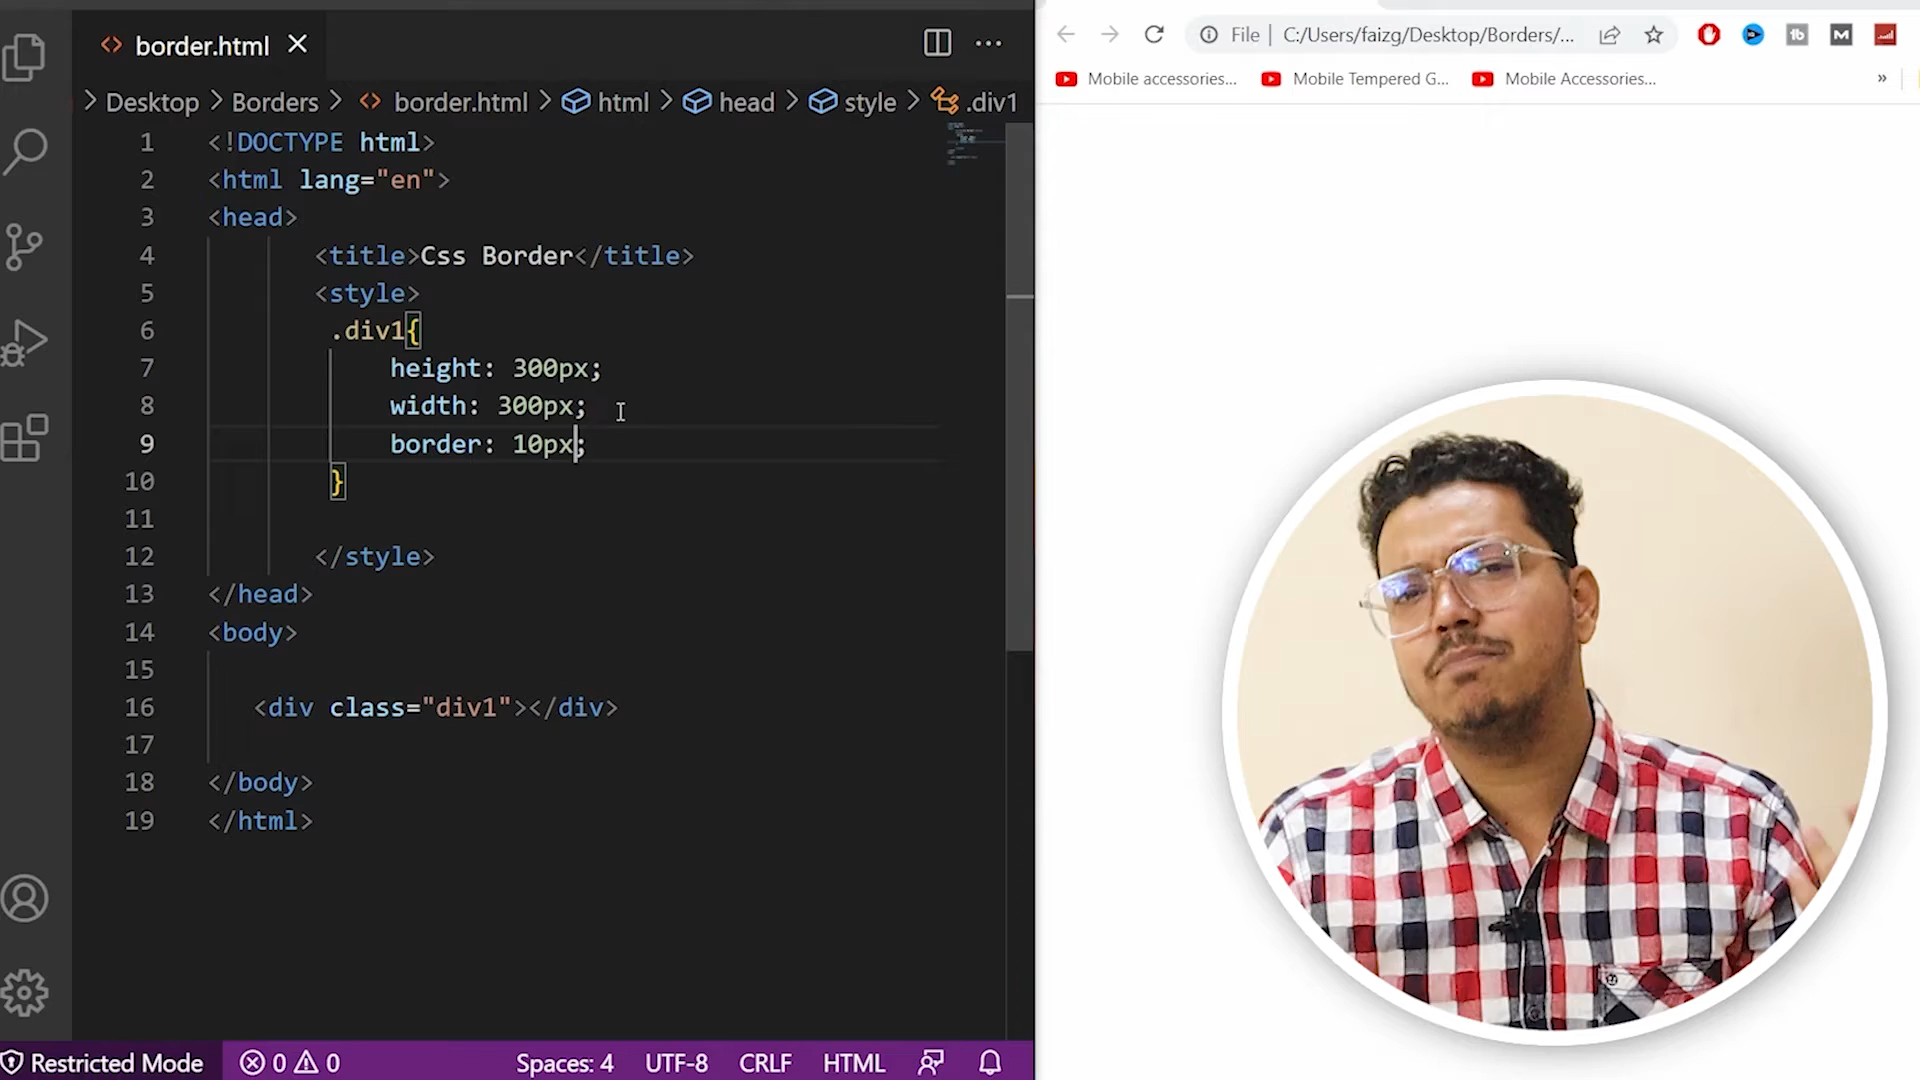 border.html
File | C:/Users/faizg/Desktop/Borders/...
Mobile accessories...
Mobile Tempered G...
Mobile Accessories...
»
Desktop > Borders > border.html > html > head > style > .div1
1 <!DOCTYPE html>
2 <html lang="en">
3 <head>
4 <title>Css Border</title>
5 <style>
6 .div1{
7 height: 300px;
8 width: 300px;
9 border: 10px;
10 }
11
12 </style>
13 </head>
14 <body>
15
16 <div class="div1"></div>
17
18 </body>
19 </html>
Restricted Mode 0 0 Spaces: 4 UTF-8 CRLF HTML